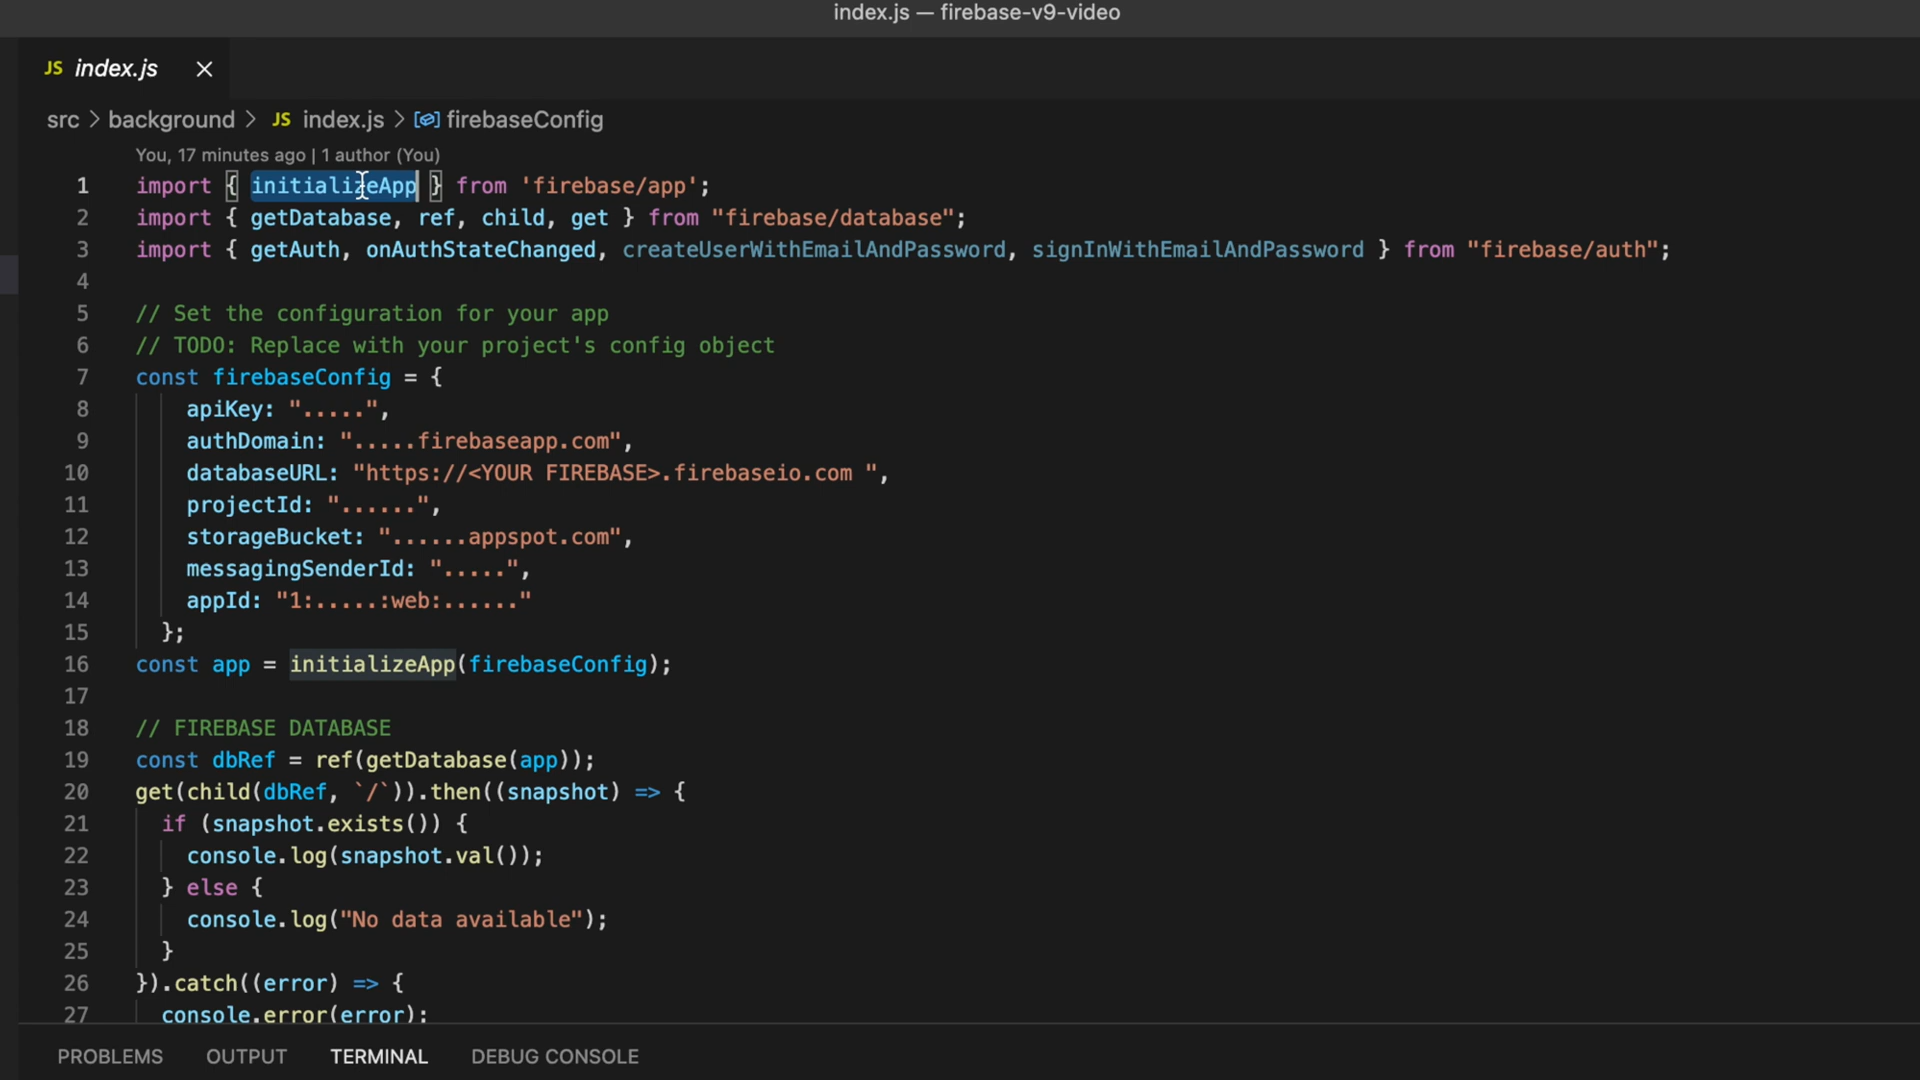 index.js — firebase-v9-video
JS index.js
src > background > JS index.js > firebaseConfig
You, 17 minutes ago | 1 author (You)
1 import { initializeApp } from 'firebase/app';
2 import { getDatabase, ref, child, get } from "firebase/database";
3 import { getAuth, onAuthStateChanged, createUserWithEmailAndPassword, signInWithEmailAndPassword } from "firebase/auth";
4
5 // Set the configuration for your app
6 // TODO: Replace with your project's config object
7 const firebaseConfig = {
8 apiKey: ".....",
9 authDomain: ".....firebaseapp.com",
10 databaseURL: "https://<YOUR FIREBASE>.firebaseio.com ",
11 projectId: "......",
12 storageBucket: "......appspot.com",
13 messagingSenderId: ".....",
14 appId: "1:.....:web:......"
15 };
16 const app = initializeApp(firebaseConfig);
17
18 // FIREBASE DATABASE
19 const dbRef = ref(getDatabase(app));
20 get(child(dbRef, `/`)).then((snapshot) => {
21 if (snapshot.exists()) {
22 console.log(snapshot.val());
23 } else {
24 console.log("No data available");
25 }
26 }).catch((error) => {
27 console.error(error);
PROBLEMS OUTPUT TERMINAL DEBUG CONSOLE